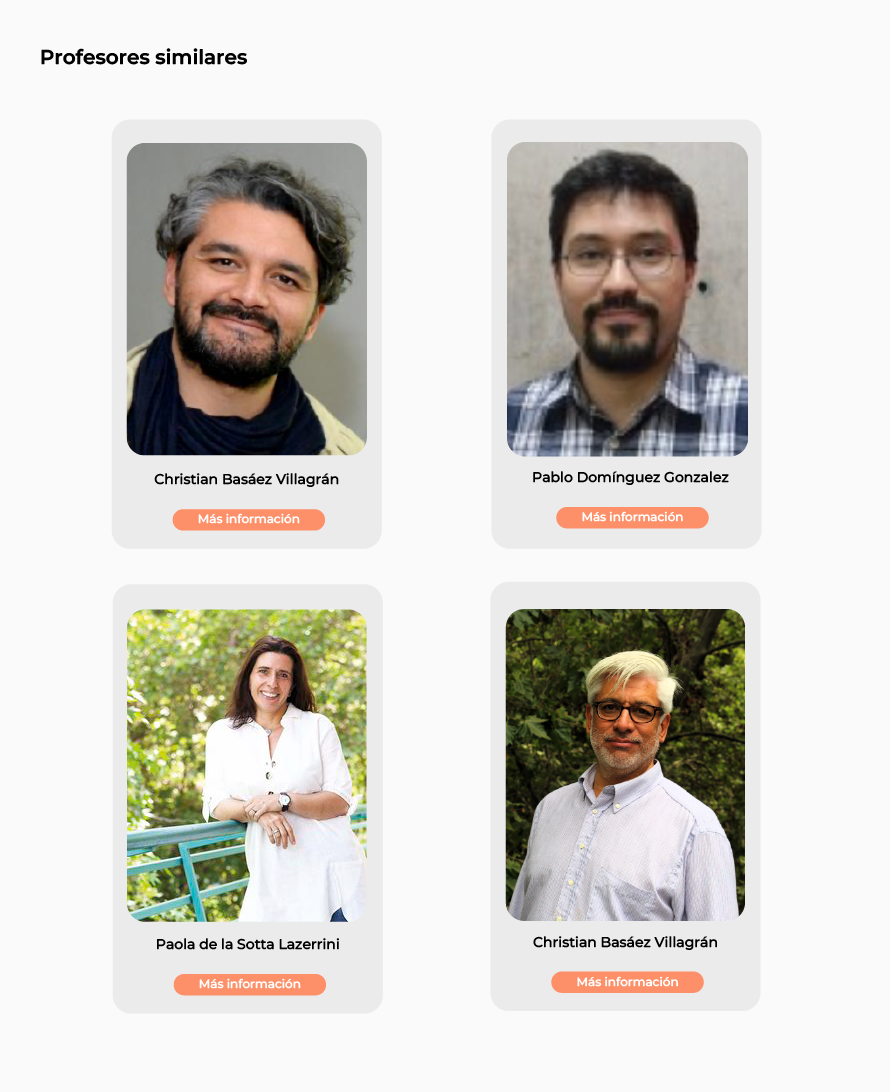 Profesores similares
Christian Basáez Villagrán
Más información
Pablo Domínguez Gonzalez
Más información
Paola de la Sotta Lazerrini
Más información
Christian Basáez Villagrán
Más información